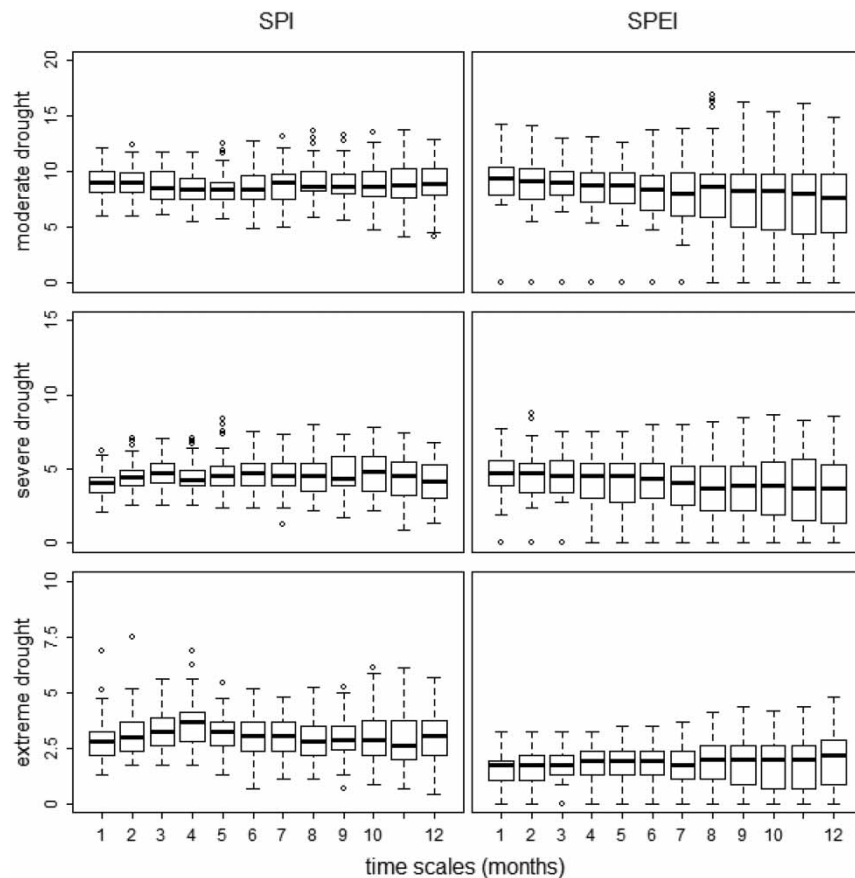 SPI
SPEI
moderate drought
0 5 10 15 20
severe drought
0 5 10 15
extreme drought
0 2.5 5 7.5 10
1 2 3 4 5 6 7 8 9 10 12
1 2 3 4 5 6 7 8 9 10 12
time scales (months)